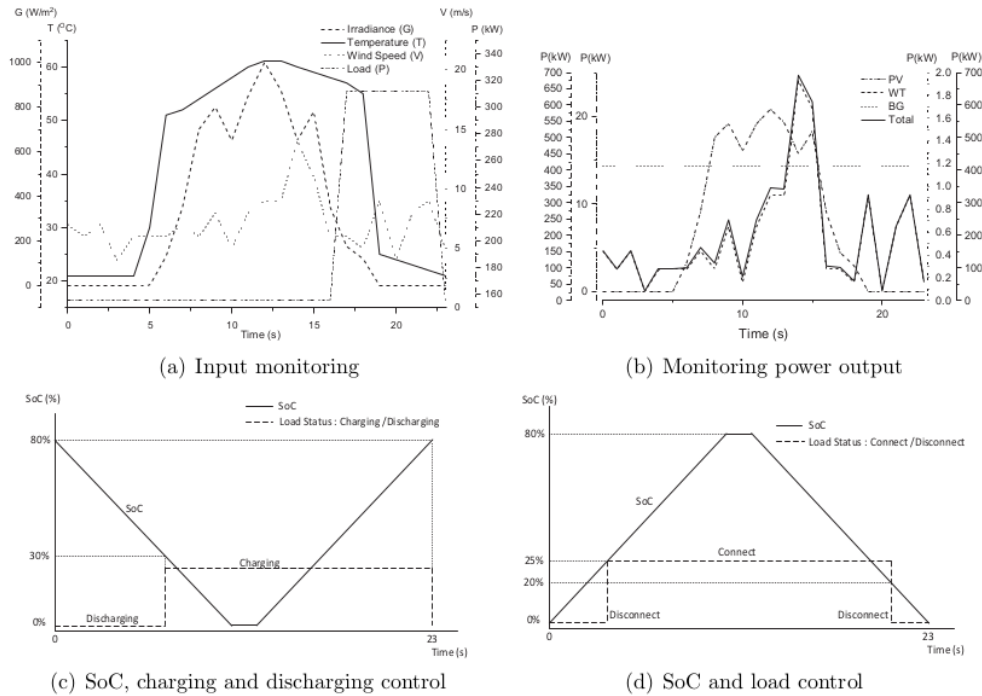 G (W/m²)
T (°C)
V (m/s)
P (kW)
Irradiance (G)
Temperature (T)
Wind Speed (V)
Load (P)
1000
800
600
400
200
0
60
50
40
30
20
20
15
10
5
0
340
320
300
280
260
240
220
200
180
160
0
5
10
15
20
Time (s)
(a) Input monitoring
P(kW)
P(kW)
P(kW)
P(kW)
PV
WT
BG
Total
700
650
600
550
500
450
400
350
300
250
200
150
100
50
0
20
10
0
2.0
1.8
1.6
1.4
1.2
1.0
0.8
0.6
0.4
0.2
0.0
700
600
500
400
300
200
100
0
0
10
20
Time (s)
(b) Monitoring power output
SoC (%)
SoC
Load Status : Charging /Discharging
80%
SoC
30%
Charging
Discharging
0%
0
23
Time (s)
(c) SoC, charging and discharging control
SoC (%)
SoC
Load Status : Connect /Disconnect
80%
SoC
25%
Connect
20%
Disconnect
Disconnect
0%
0
23
Time (s)
(d) SoC and load control